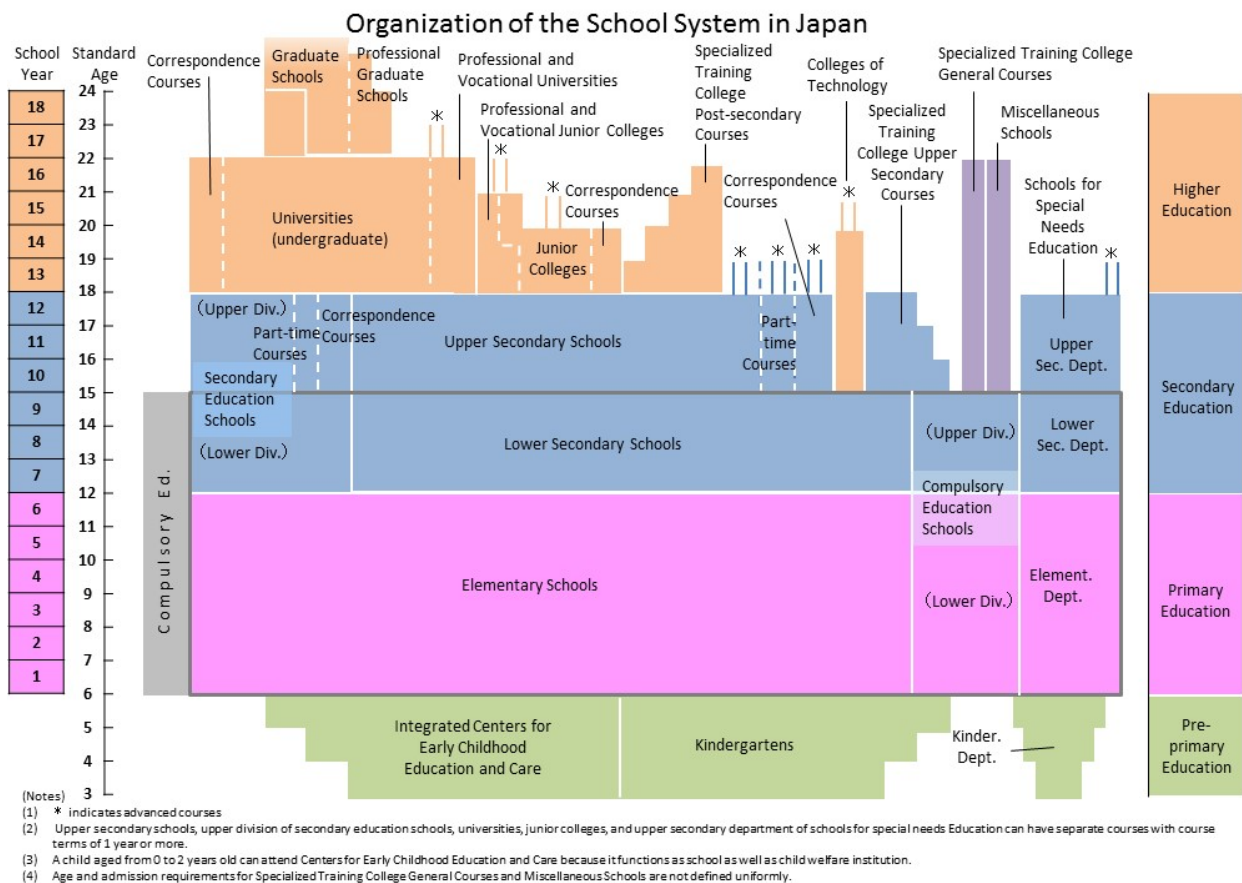 Organization of the School System in Japan
School
Year
Standard
Age
Correspondence
Courses
Graduate
Schools
Professional
Graduate
Schools
Professional and
Vocational Universities
Professional and
Vocational Junior Colleges
Specialized
Training
College
Post-secondary
Courses
Colleges of
Technology
Specialized Training College
General Courses
Miscellaneous
Schools
Specialized
Training
College Upper
Secondary
Courses
Schools for
Special
Needs
Education
Correspondence
Courses
Correspondence
Courses
*
*
*
*
*
*
*
*
18
17
16
15
14
13
12
11
10
9
8
7
6
5
4
3
2
1
24
23
22
21
20
19
18
17
16
15
14
13
12
11
10
9
8
7
6
5
4
3
Universities
(undergraduate)
Junior
Colleges
Higher
Education
(Upper Div.)
Part-time
Courses
Correspondence
Courses
Upper Secondary Schools
Part-
time
Courses
Upper
Sec. Dept.
Secondary
Education
Schools
(Lower Div.)
Lower Secondary Schools
(Upper Div.)
Lower
Sec. Dept.
Secondary
Education
Compulsory Ed.
Compulsory
Education
Schools
Elementary Schools
(Lower Div.)
Element.
Dept.
Primary
Education
Integrated Centers for
Early Childhood
Education and Care
Kindergartens
Kinder.
Dept.
Pre-
primary
Education
(Notes)
(1) * indicates advanced courses
(2) Upper secondary schools, upper division of secondary education schools, universities, junior colleges, and upper secondary department of schools for special needs Education can have separate courses with course
terms of 1 year or more.
(3) A child aged from 0 to 2 years old can attend Centers for Early Childhood Education and Care because it functions as school as well as child welfare institution.
(4) Age and admission requirements for Specialized Training College General Courses and Miscellaneous Schools are not defined uniformly.